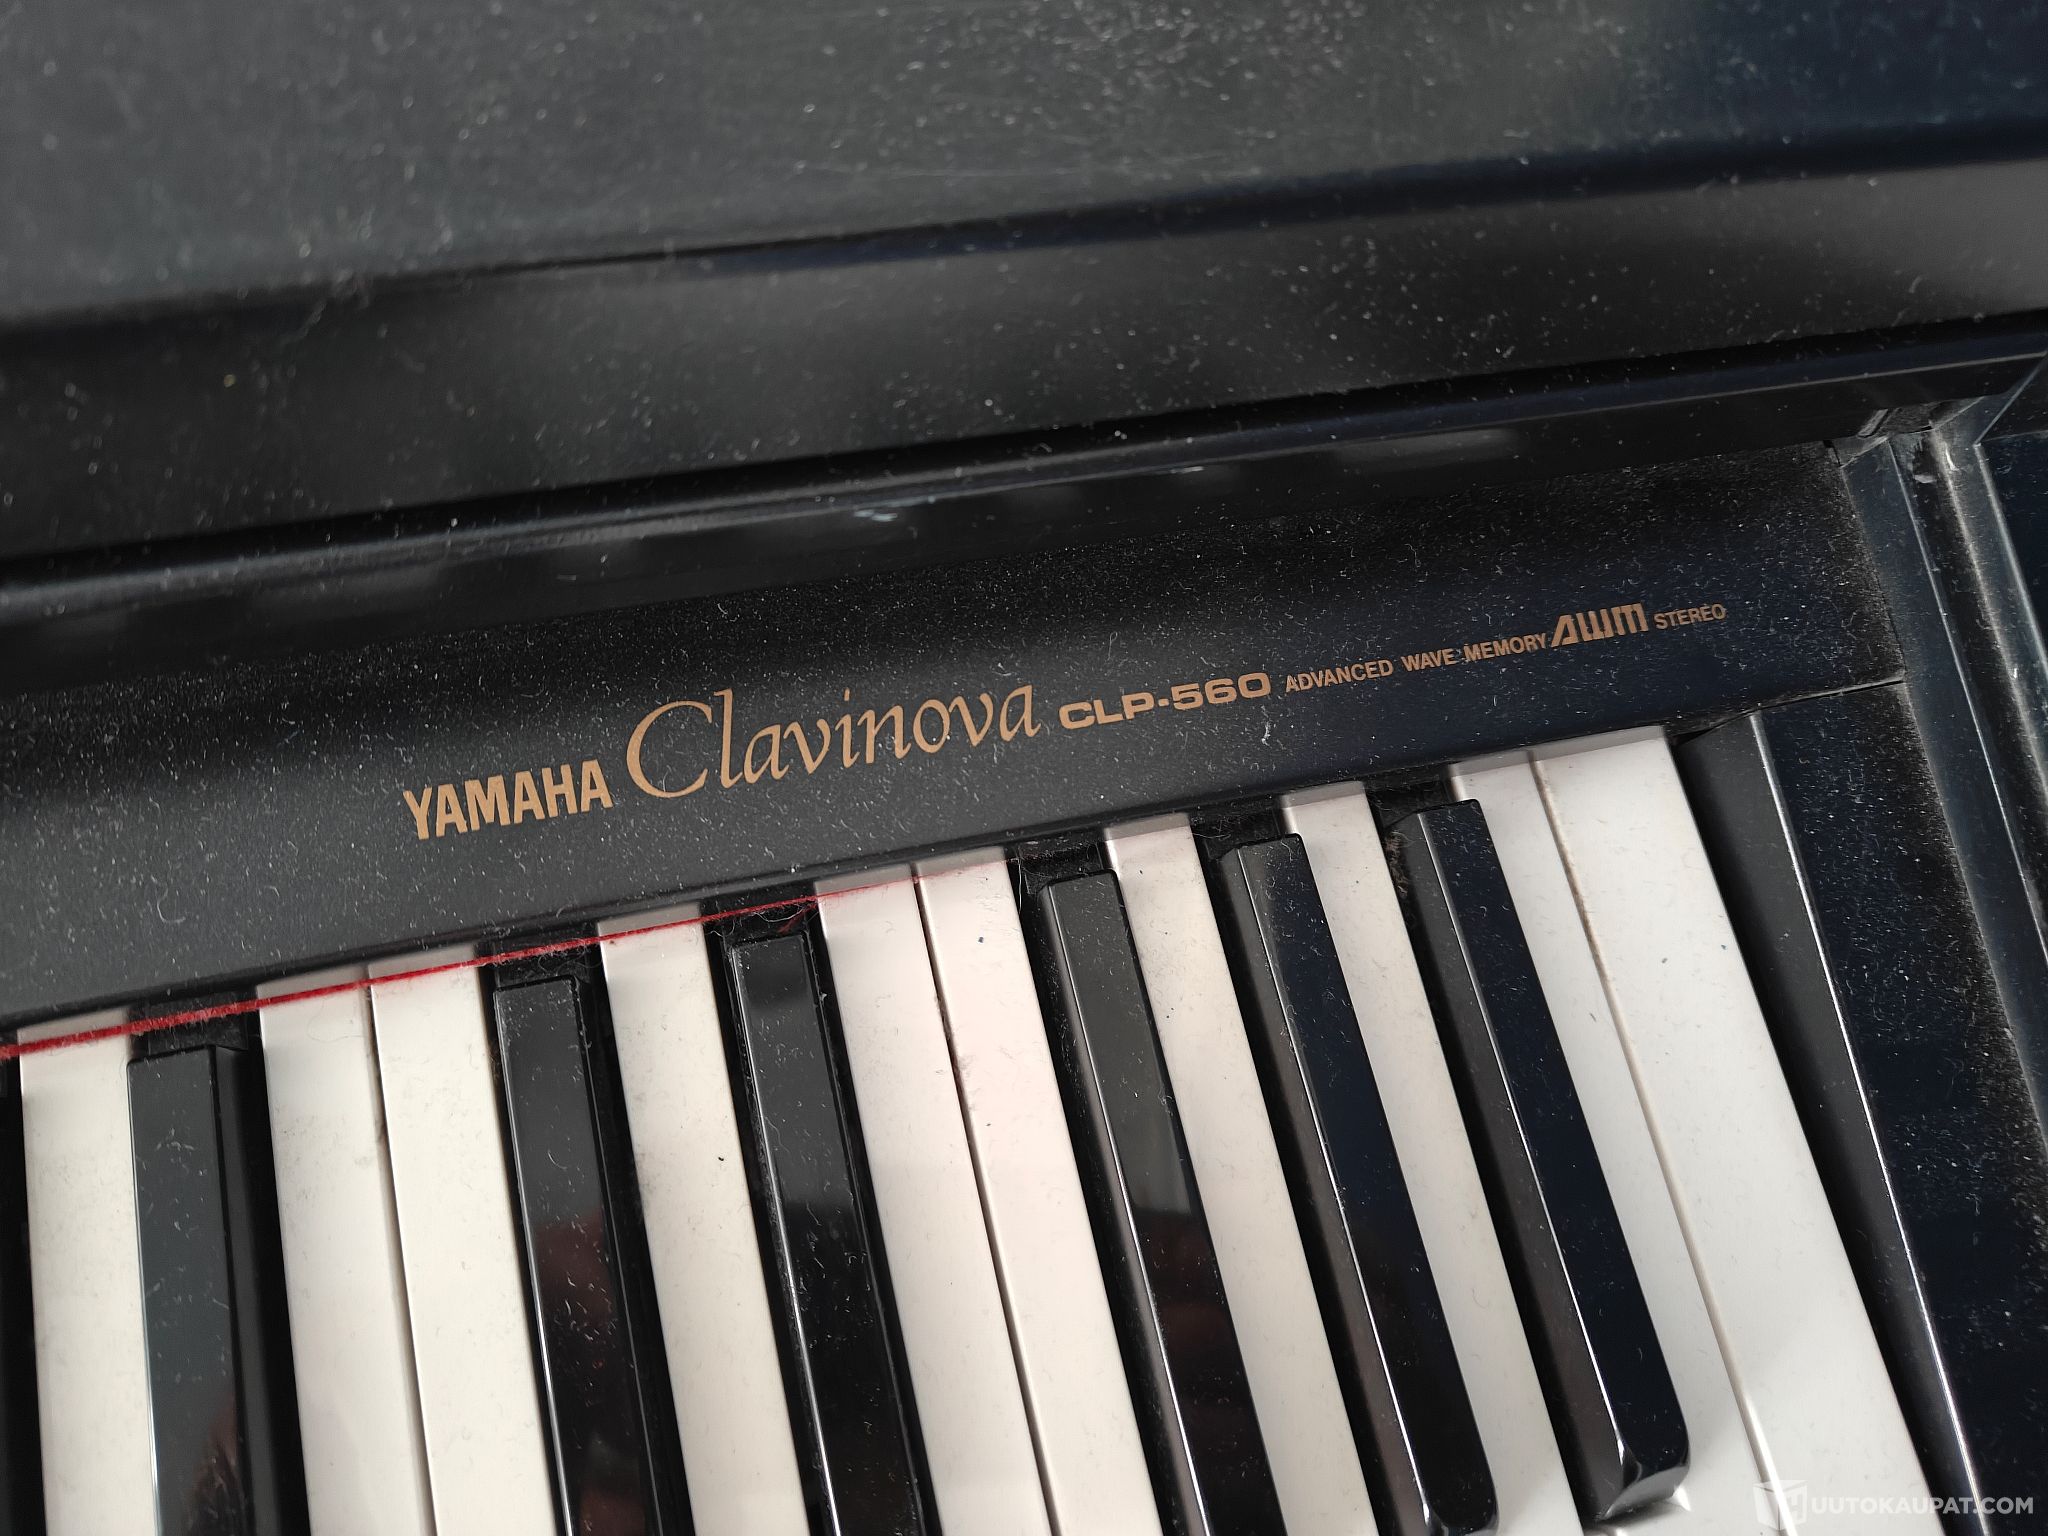 YAMAHA Clavinova CLP-560 ADVANCED WAVE MEMORY AWM STEREO
HUUTOKAUPAT.COM